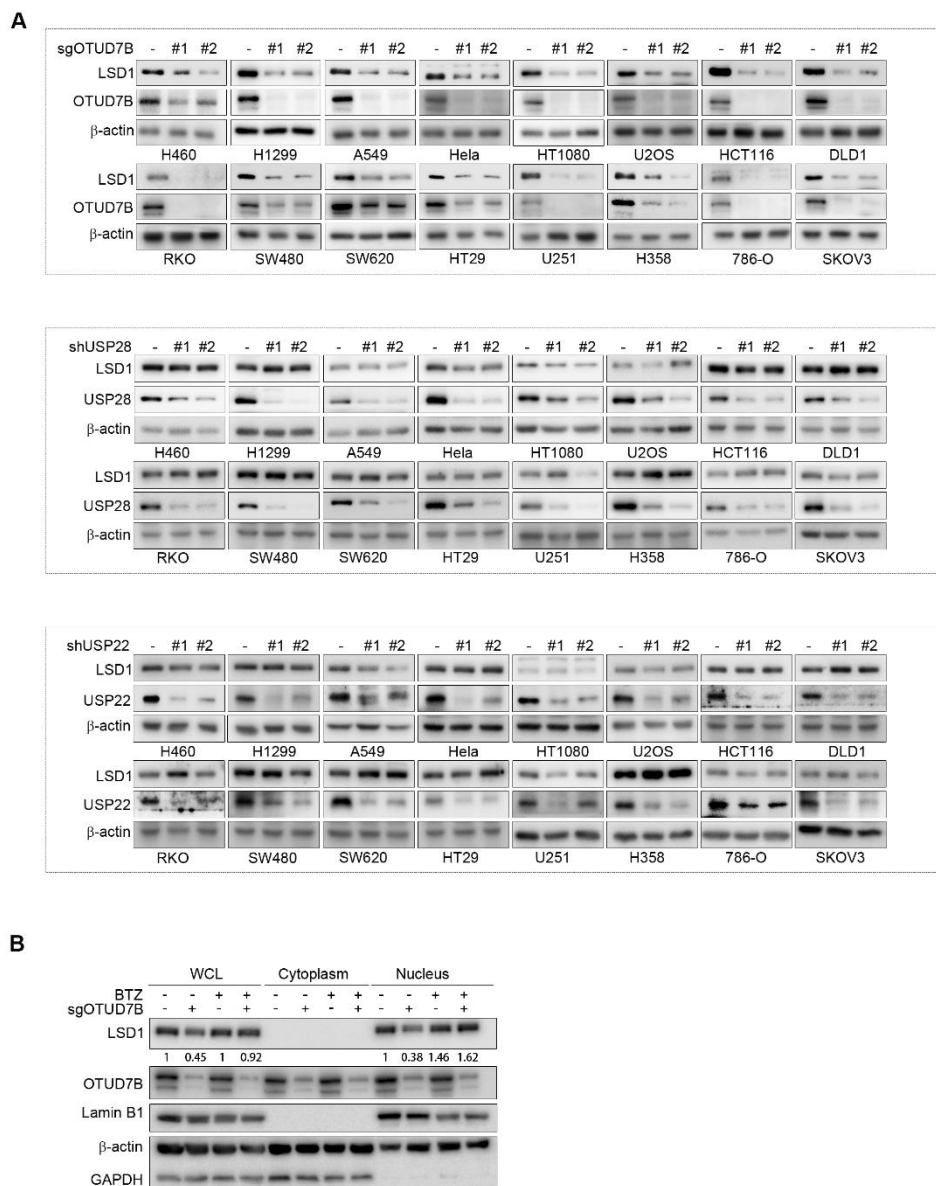 A
sgOTUD7B - #1 #2 - #1 #2 - #1 #2 - #1 #2 - #1 #2 - #1 #2 - #1 #2 - #1 #2
LSD1
OTUD7B
β-actin
H460 H1299 A549 Hela HT1080 U2OS HCT116 DLD1
LSD1
OTUD7B
β-actin
RKO SW480 SW620 HT29 U251 H358 786-O SKOV3
shUSP28 - #1 #2 - #1 #2 - #1 #2 - #1 #2 - #1 #2 - #1 #2 - #1 #2 - #1 #2
LSD1
USP28
β-actin
H460 H1299 A549 Hela HT1080 U2OS HCT116 DLD1
LSD1
USP28
β-actin
RKO SW480 SW620 HT29 U251 H358 786-O SKOV3
shUSP22 - #1 #2 - #1 #2 - #1 #2 - #1 #2 - #1 #2 - #1 #2 - #1 #2 - #1 #2
LSD1
USP22
β-actin
H460 H1299 A549 Hela HT1080 U2OS HCT116 DLD1
LSD1
USP22
β-actin
RKO SW480 SW620 HT29 U251 H358 786-O SKOV3
B
WCL Cytoplasm Nucleus
BTZ - - + + - - + + - - + +
sgOTUD7B - + - + - + - + - + - +
LSD1
1 0.45 1 0.92 1 0.38 1.46 1.62
OTUD7B
Lamin B1
β-actin
GAPDH